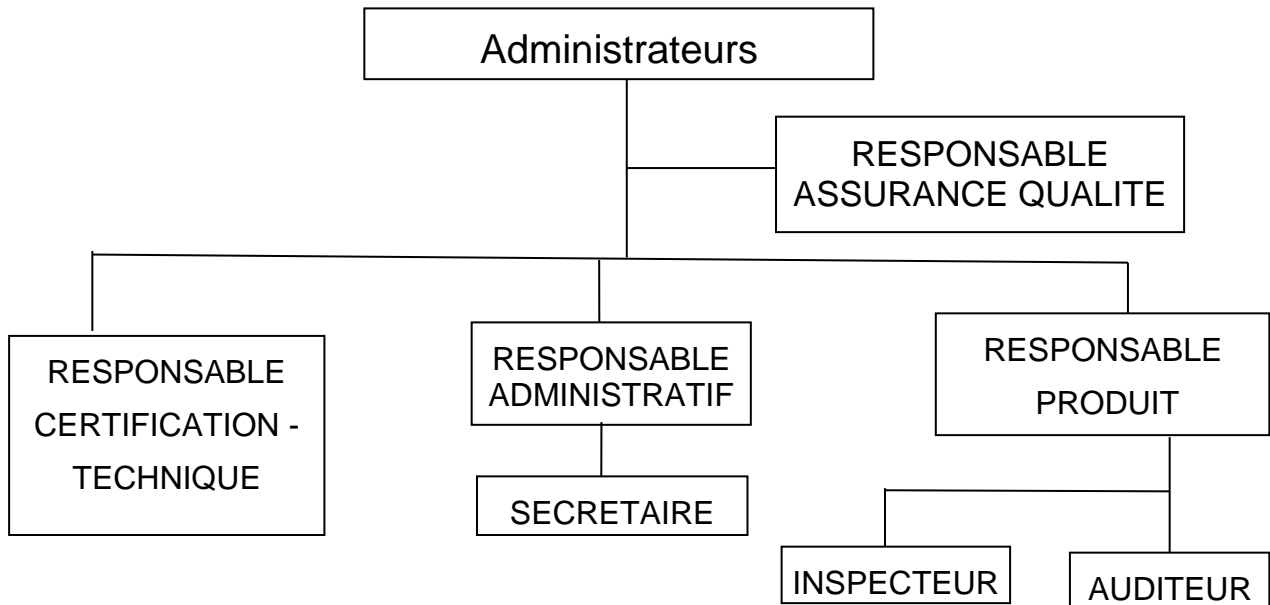 Administrateurs
RESPONSABLE
ASSURANCE QUALITE
RESPONSABLE
CERTIFICATION -
TECHNIQUE
RESPONSABLE
ADMINISTRATIF
SECRETAIRE
RESPONSABLE
PRODUIT
INSPECTEUR
AUDITEUR